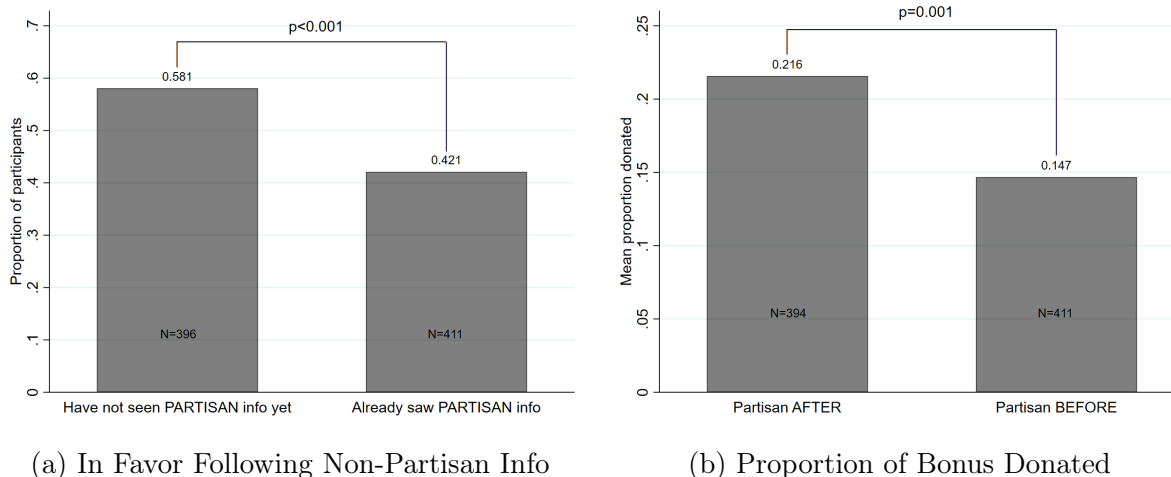 p<0.001
.7
.6
.5
.4
.3
.2
.1
0
Proportion of participants
0.581
0.421
N=396
N=411
Have not seen PARTISAN info yet
Already saw PARTISAN info
(a) In Favor Following Non-Partisan Info
p=0.001
.25
.2
.15
.1
.05
0
Mean proportion donated
0.216
0.147
N=394
N=411
Partisan AFTER
Partisan BEFORE
(b) Proportion of Bonus Donated